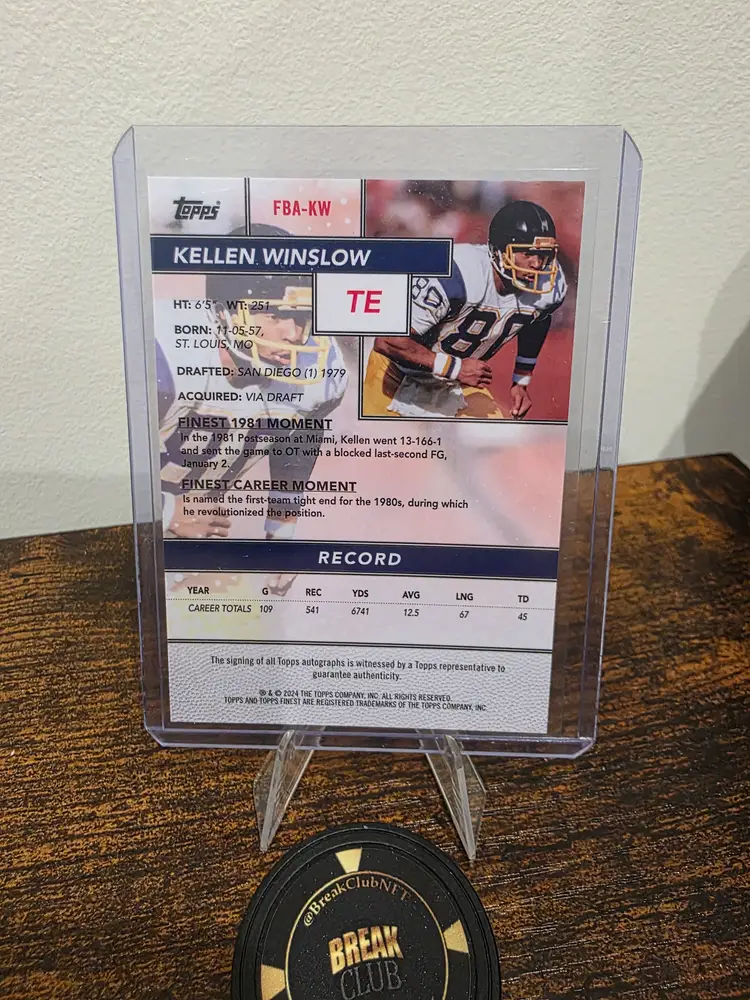 Topps
FBA-KW
KELLEN WINSLOW
TE
80
HT: 6'5" WT: 251
BORN: 11-05-57,
ST. LOUIS, MO
DRAFTED: SAN DIEGO (1) 1979
ACQUIRED: VIA DRAFT
FINEST 1981 MOMENT
In the 1981 Postseason at Miami, Kellen went 13-166-1
and sent the game to OT with a blocked last-second FG,
January 2.
FINEST CAREER MOMENT
Is named the first-team tight end for the 1980s, during which
he revolutionized the position.
RECORD
YEAR G REC YDS AVG LNG TD
CAREER TOTALS 109 541 6741 12.5 67 45
The signing of all Topps autographs is witnessed by a Topps representative to
guarantee authenticity.
® & © 2024 THE TOPPS COMPANY, INC. ALL RIGHTS RESERVED.
TOPPS AND TOPPS FINEST ARE REGISTERED TRADEMARKS OF THE TOPPS COMPANY, INC.
@BreakClubNFT
BREAK
CLUB